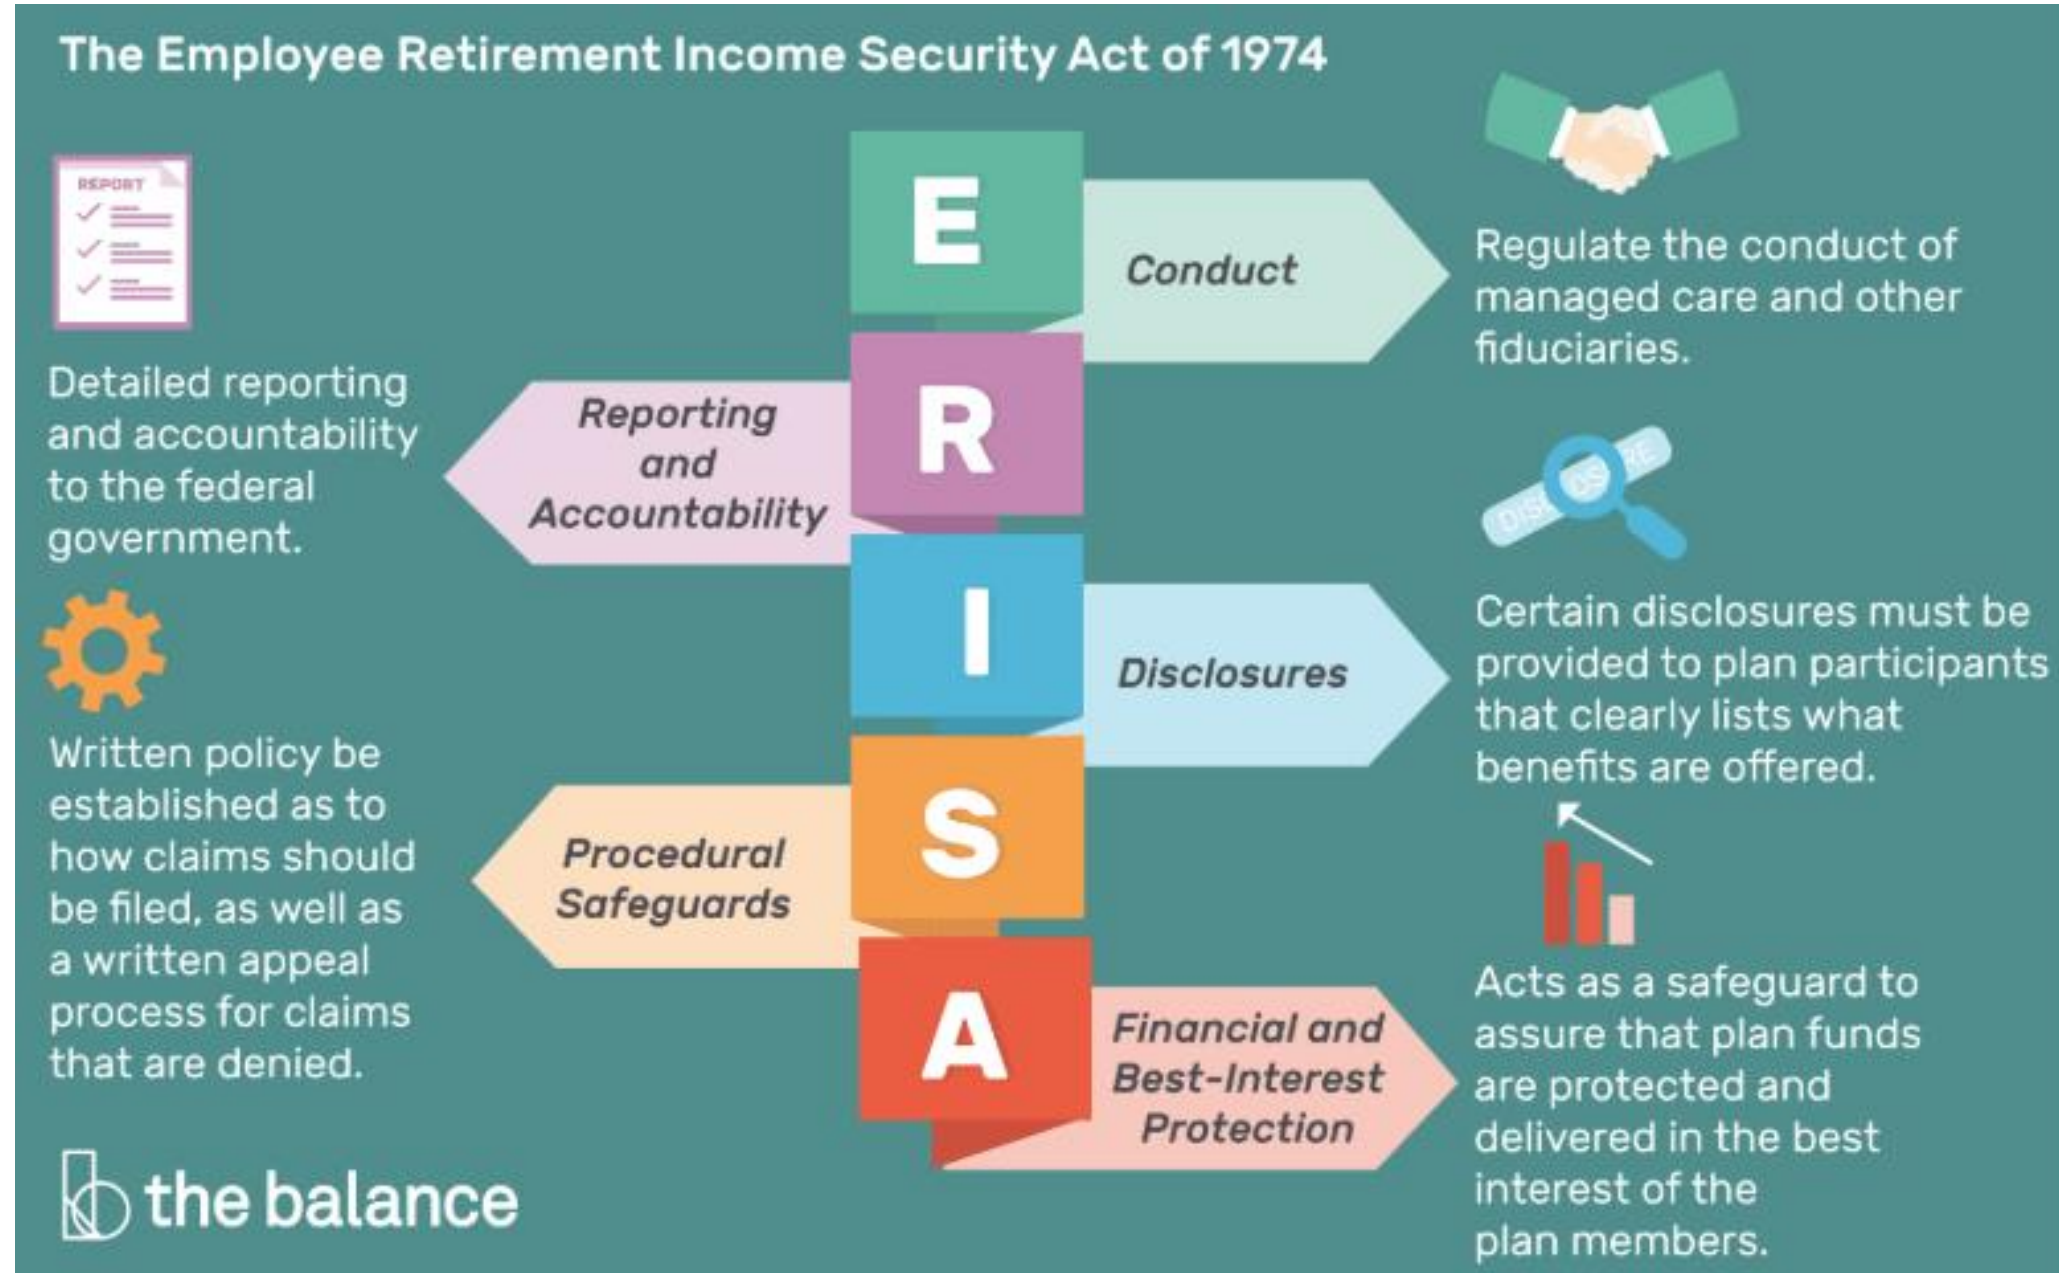 The Employee Retirement Income Security Act of 1974
E
Conduct
Regulate the conduct of
managed care and other
fiduciaries.
REPORT
Detailed reporting
and accountability
to the federal
government.
Reporting
and
Accountability
R
I
Disclosures
DISCLOSURE
Certain disclosures must be
provided to plan participants
that clearly lists what
benefits are offered.
Written policy be
established as to
how claims should
be filed, as well as
a written appeal
process for claims
that are denied.
Procedural
Safeguards
S
A
Financial and
Best-Interest
Protection
Acts as a safeguard to
assure that plan funds
are protected and
delivered in the best
interest of the
plan members.
the balance